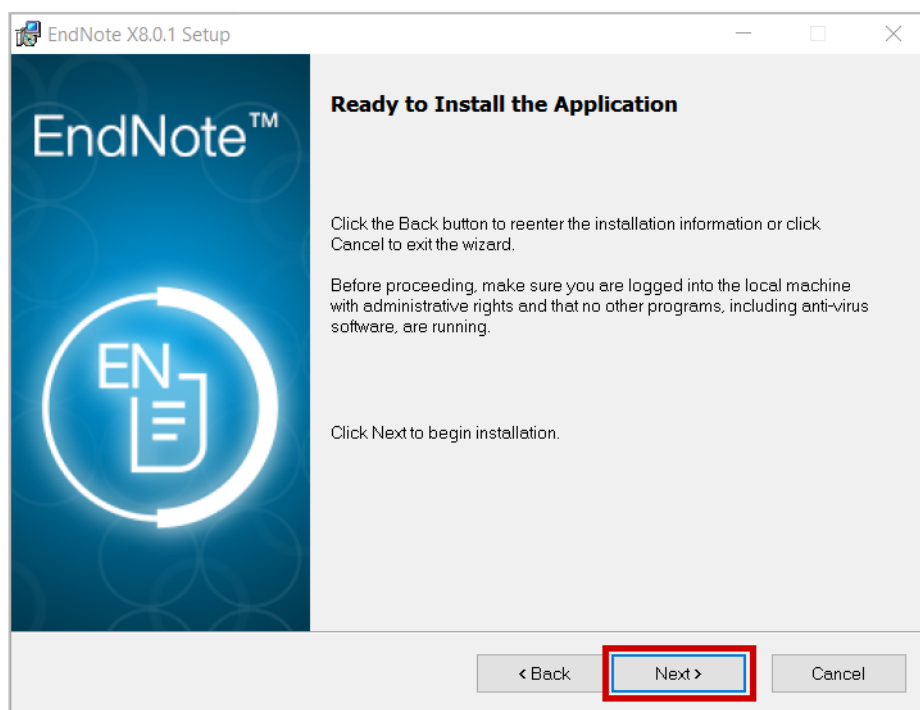 EndNote X8.0.1 Setup
EndNote™
EN
Ready to Install the Application
Click the Back button to reenter the installation information or click
Cancel to exit the wizard.
Before proceeding, make sure you are logged into the local machine
with administrative rights and that no other programs, including anti-virus
software, are running.
Click Next to begin installation.
< Back
Next >
Cancel